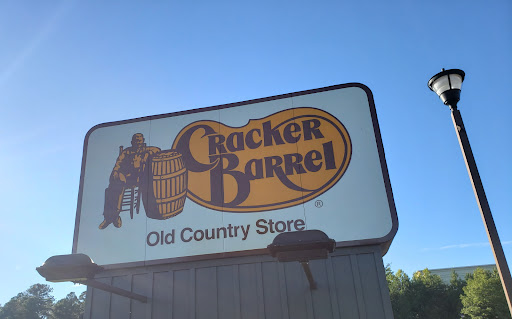 Cracker
Barrel
®
Old Country Store